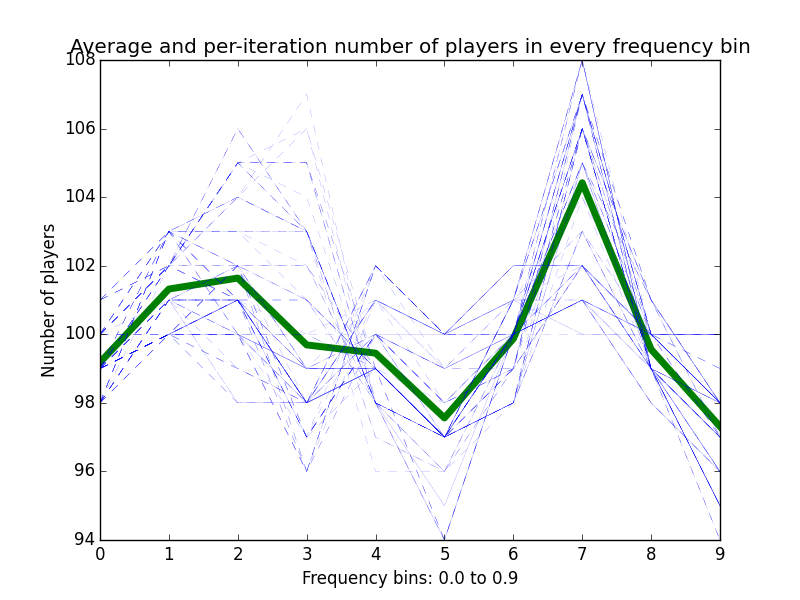 Average and per-iteration number of players in every frequency bin
108
106
104
102
100
98
96
94
Number of players
0 1 2 3 4 5 6 7 8 9
Frequency bins: 0.0 to 0.9